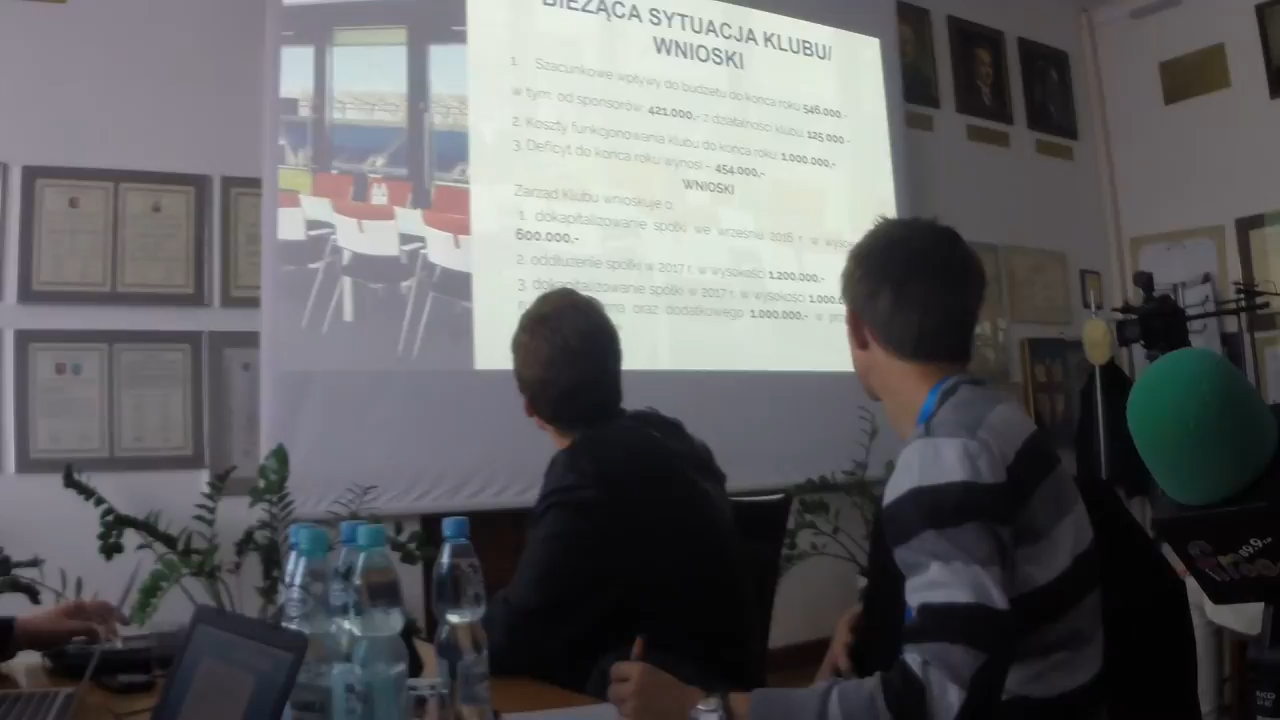 BIEŻĄCA SYTUACJA KLUBU/
WNIOSKI
1. Szacunkowe wpływy do budżetu do końca roku 546.000,-
w tym: od sponsorów: 421.000,- z działalności klubu: 125.000,-
2. Koszty funkcjonowania klubu do końca roku: 1.000.000,-
3. Deficyt do końca roku wynosi – 454.000,-
WNIOSKI
Zarząd Klubu wnioskuje o:
1. dokapitalizowanie spółki we wrześniu 2016 r. w
600.000,-
2. oddłużenie spółki w 2017 r. w wysokości 1.200.000,-
3. dokapitalizowanie spółki w 2017 r. w wysokości
oraz dodatkowego 1.000.000,- w
89.9